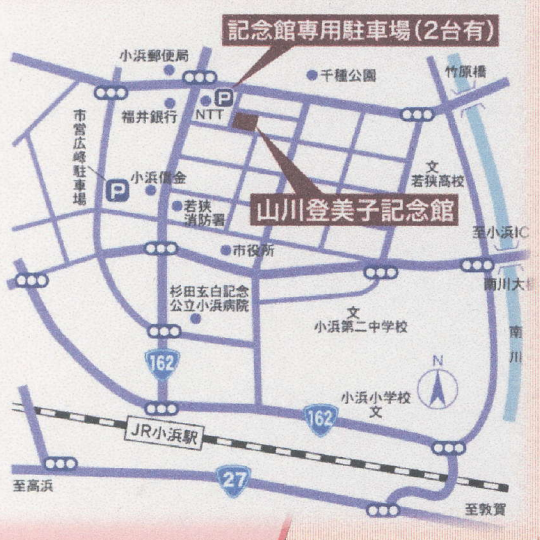 記念館専用駐車場(2台有)
小浜郵便局
千種公園
竹原橋
P
福井銀行
NTT
市営広峰駐車場
文
若狭高校
P
小浜信金
若狭
消防署
山川登美子記念館
至小浜IC
市役所
南川大橋
杉田玄白記念
公立小浜病院
文
小浜第二中学校
南川
162
N
小浜小学校
文
162
JR小浜駅
27
至高浜
至敦賀